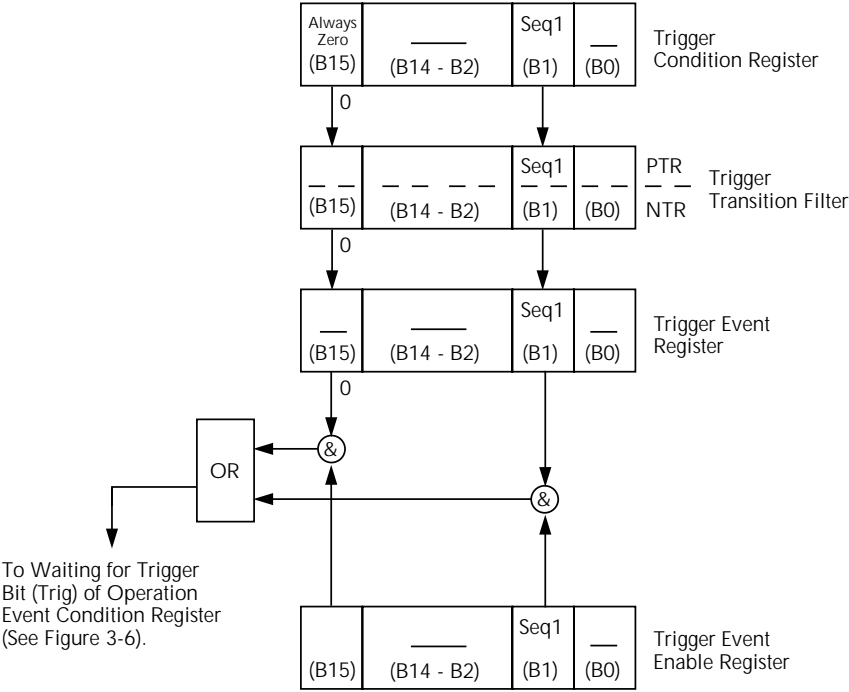 Always
Zero
(B15)
(B14 - B2)
Seq1
(B1)
(B0)
Trigger
Condition Register
0
(B15)
(B14 - B2)
Seq1
(B1)
(B0)
PTR
NTR
Trigger
Transition Filter
0
(B15)
(B14 - B2)
Seq1
(B1)
(B0)
Trigger Event
Register
0
&
OR
&
To Waiting for Trigger
Bit (Trig) of Operation
Event Condition Register
(See Figure 3-6).
(B15)
(B14 - B2)
Seq1
(B1)
(B0)
Trigger Event
Enable Register